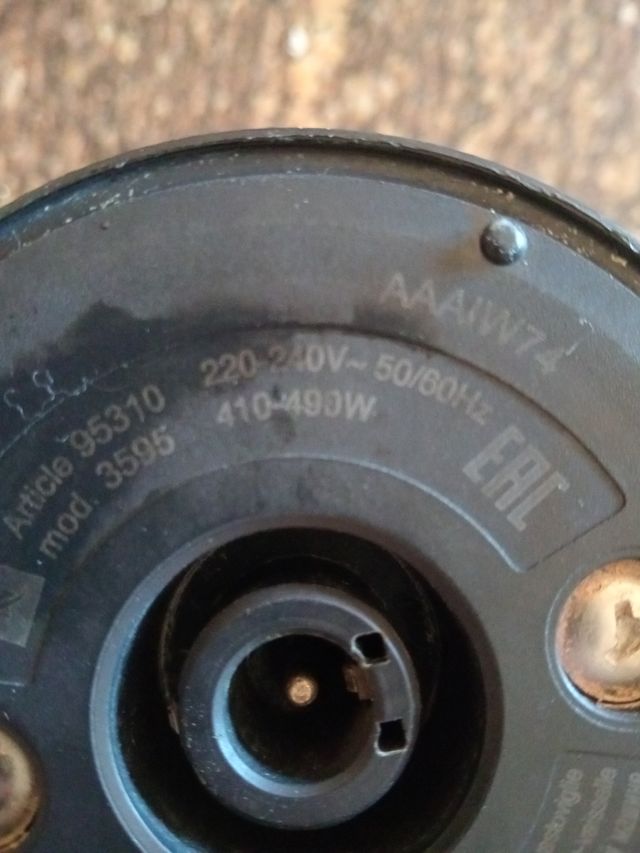 AAAIW74
Article 95310 220-240V~ 50/60Hz
mod. 3595 410-490W
EAC